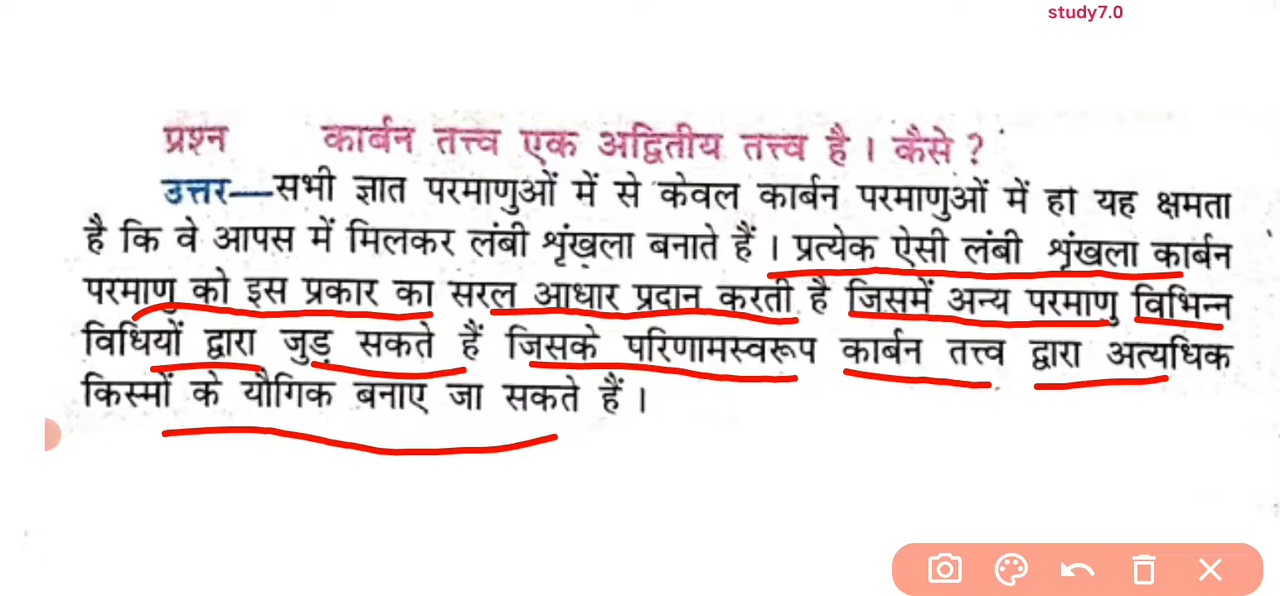 study7.0
प्रश्न कार्बन तत्त्व एक अद्वितीय तत्त्व है । कैसे ?
उत्तर—सभी ज्ञात परमाणुओं में से केवल कार्बन परमाणुओं में ही यह क्षमता
है कि वे आपस में मिलकर लंबी शृंखला बनाते हैं । प्रत्येक ऐसी लंबी शृंखला कार्बन
परमाणु को इस प्रकार का सरल आधार प्रदान करती है जिसमें अन्य परमाणु विभिन्न
विधियों द्वारा जुड़ सकते हैं जिसके परिणामस्वरूप कार्बन तत्त्व द्वारा अत्यधिक
किस्मों के यौगिक बनाए जा सकते हैं ।